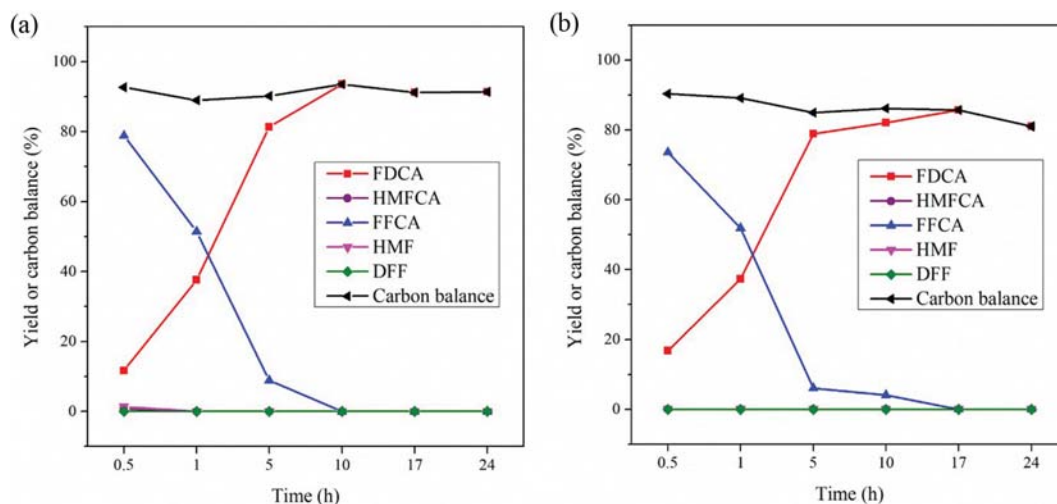 (a)
Yield or carbon balance (%)
100
80
60
40
20
0
FDCA
HMFCA
FFCA
HMF
DFF
Carbon balance
0.5 1 5 10 17 24
Time (h)
(b)
Yield or carbon balance (%)
100
80
60
40
20
0
FDCA
HMFCA
FFCA
HMF
DFF
Carbon balance
0.5 1 5 10 17 24
Time (h)